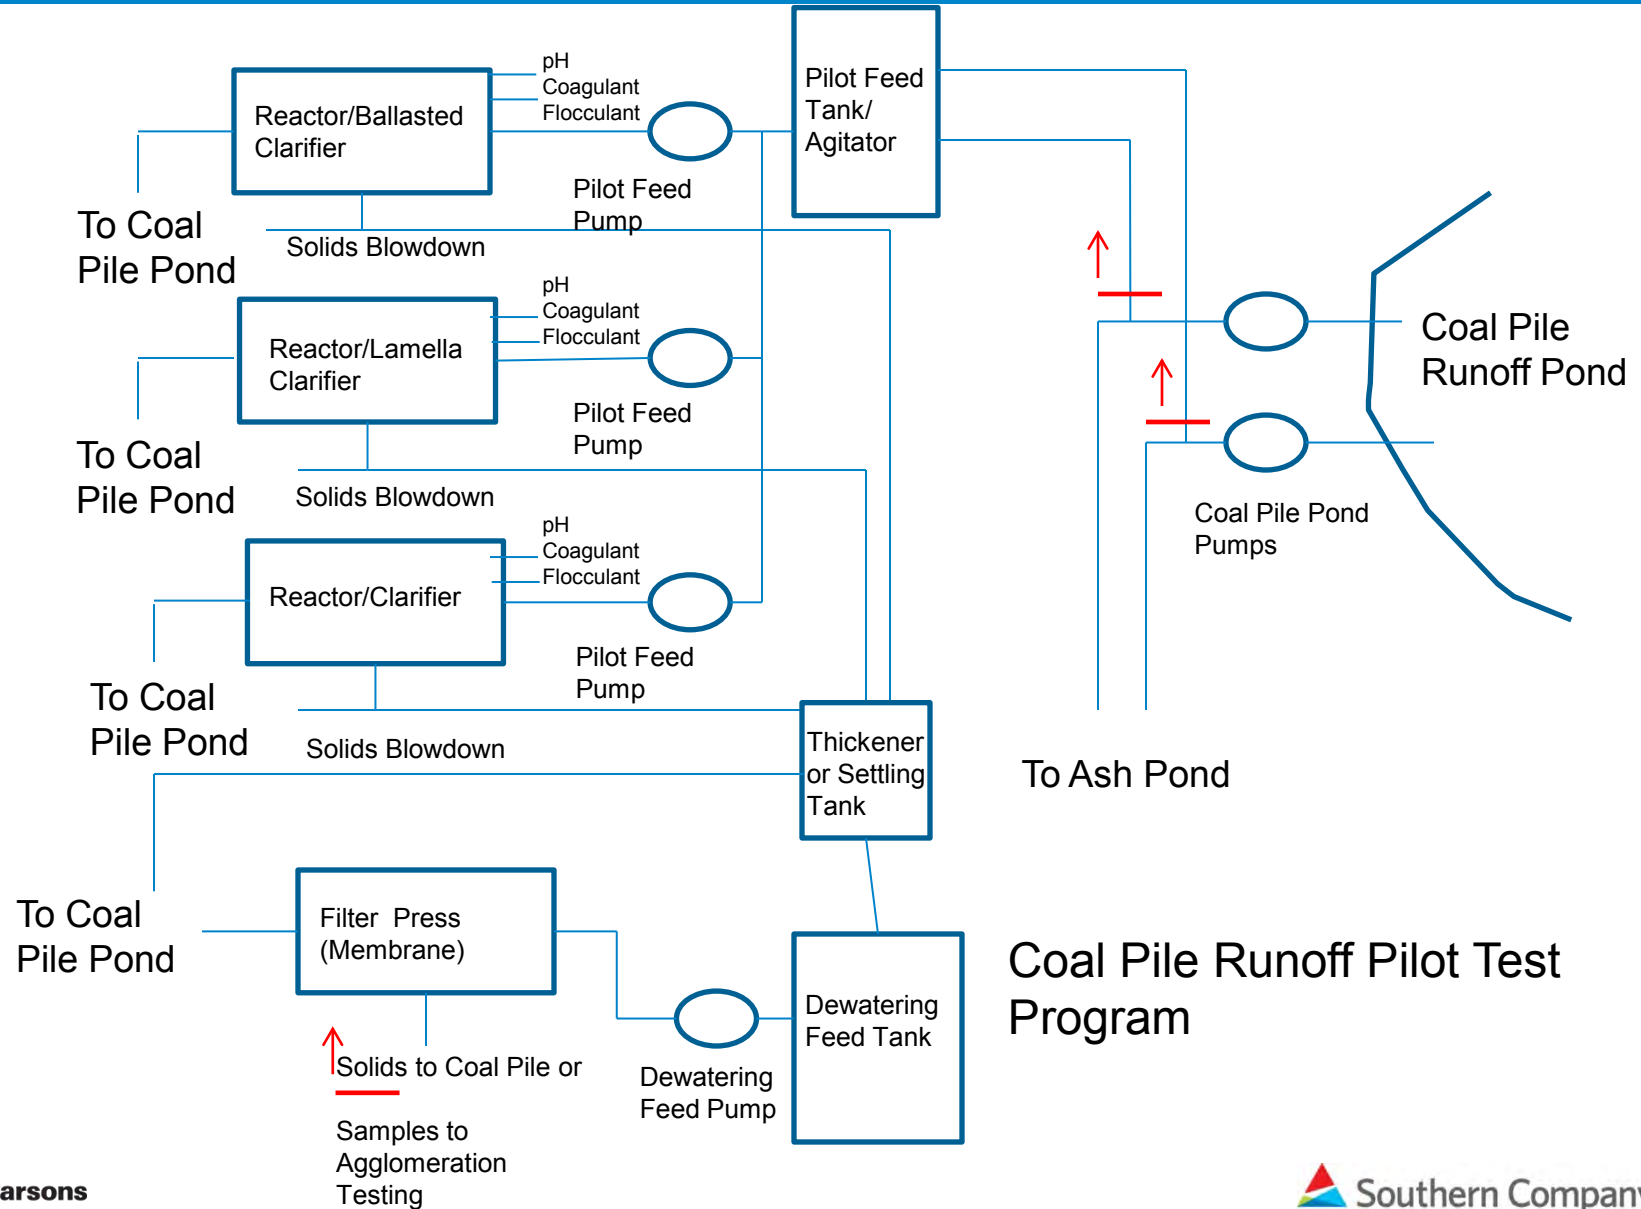 pH
Coagulant
Flocculant
Reactor/Ballasted
Clarifier
Pilot Feed
Tank/
Agitator
Pilot Feed
Pump
To Coal
Pile Pond
Solids Blowdown
pH
Coagulant
Flocculant
Reactor/Lamella
Clarifier
Pilot Feed
Pump
Coal Pile
Runoff Pond
To Coal
Pile Pond
Solids Blowdown
Coal Pile Pond
Pumps
pH
Coagulant
Flocculant
Reactor/Clarifier
Pilot Feed
Pump
To Coal
Pile Pond
Solids Blowdown
Thickener
or Settling
Tank
To Ash Pond
To Coal
Pile Pond
Filter Press
(Membrane)
Dewatering
Feed Tank
Coal Pile Runoff Pilot Test
Program
Solids to Coal Pile or
Dewatering
Feed Pump
Samples to
Agglomeration
Testing
arsons
Southern Company